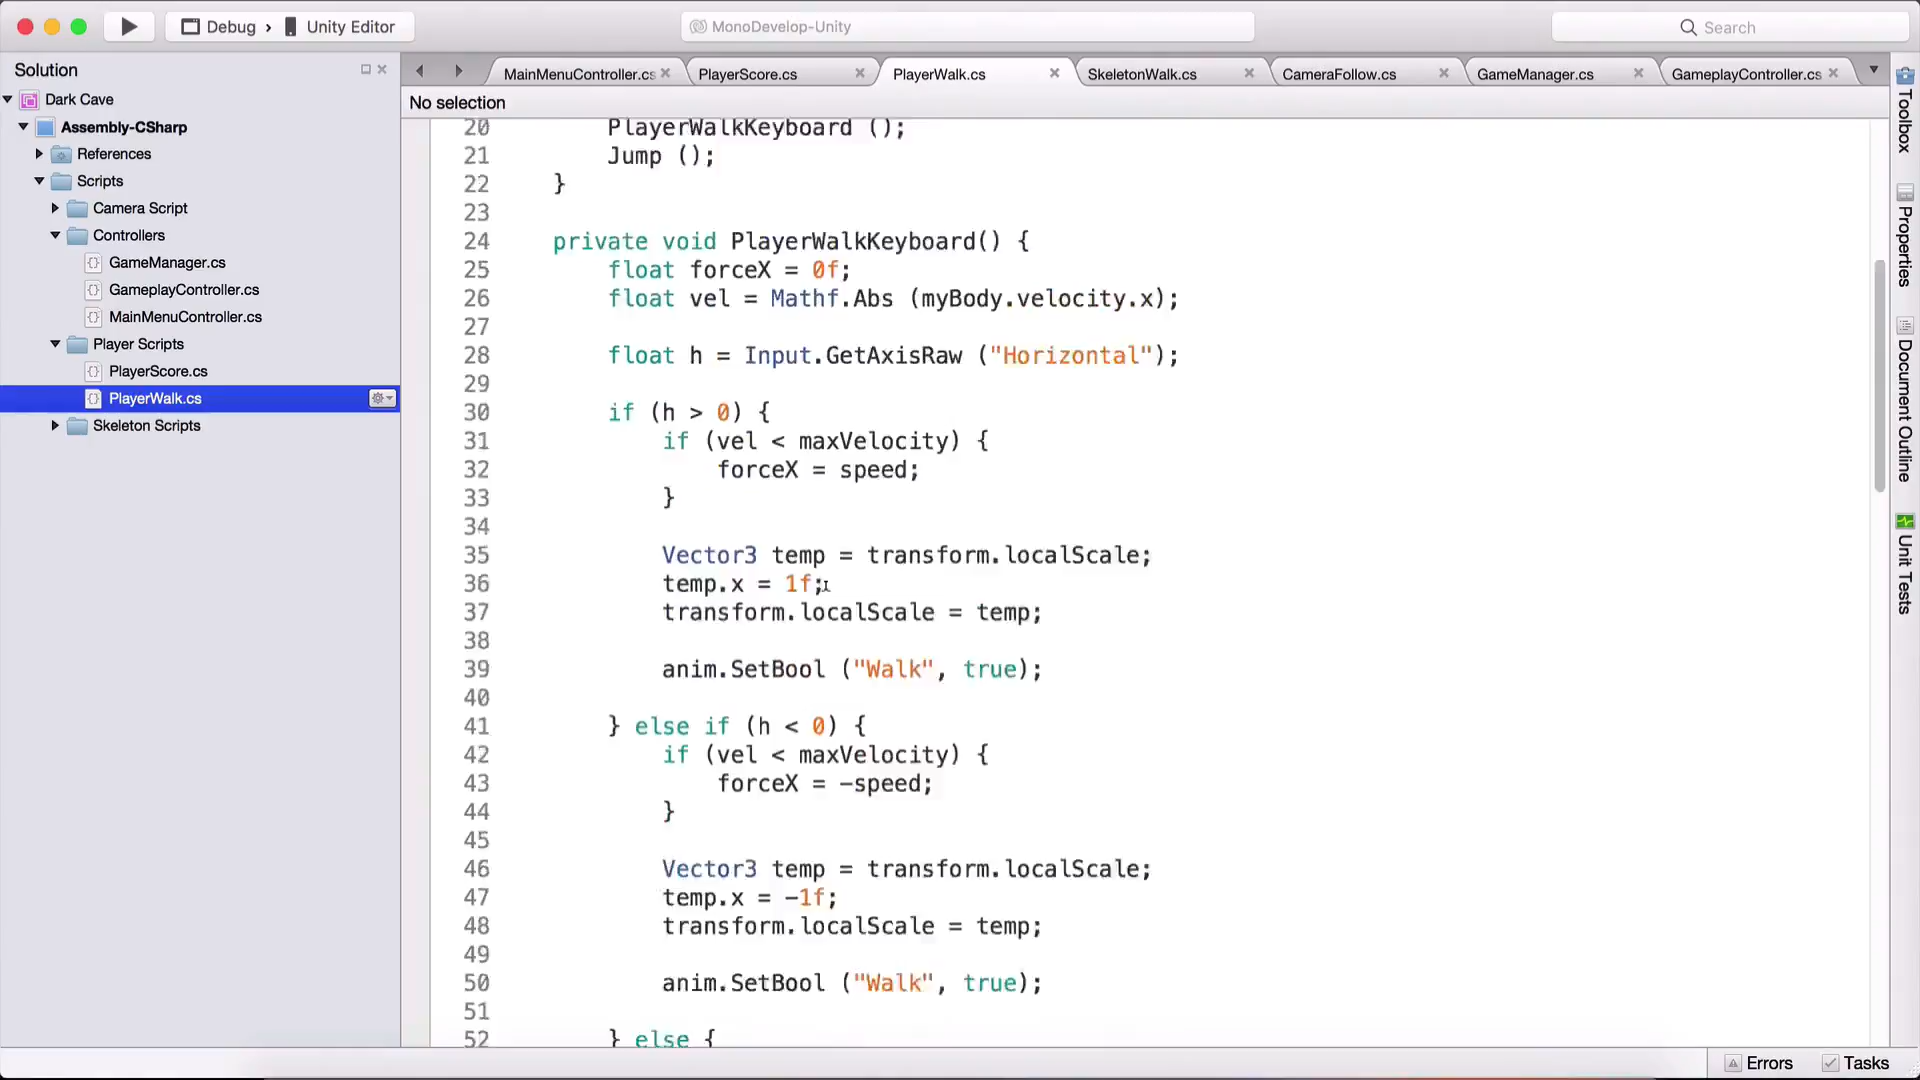 Debug › Unity Editor
MonoDevelop-Unity
Search
Solution
Dark Cave
Assembly-CSharp
References
Scripts
Camera Script
Controllers
GameManager.cs
GameplayController.cs
MainMenuController.cs
Player Scripts
PlayerScore.cs
PlayerWalk.cs
Skeleton Scripts
MainMenuController.cs PlayerScore.cs PlayerWalk.cs SkeletonWalk.cs CameraFollow.cs GameManager.cs GameplayController.cs
No selection
20 PlayerWalkKeyboard ();
21 Jump ();
22 }
23
24 private void PlayerWalkKeyboard() {
25 float forceX = 0f;
26 float vel = Mathf.Abs (myBody.velocity.x);
27
28 float h = Input.GetAxisRaw ("Horizontal");
29
30 if (h > 0) {
31 if (vel < maxVelocity) {
32 forceX = speed;
33 }
34
35 Vector3 temp = transform.localScale;
36 temp.x = 1f;
37 transform.localScale = temp;
38
39 anim.SetBool ("Walk", true);
40
41 } else if (h < 0) {
42 if (vel < maxVelocity) {
43 forceX = -speed;
44 }
45
46 Vector3 temp = transform.localScale;
47 temp.x = -1f;
48 transform.localScale = temp;
49
50 anim.SetBool ("Walk", true);
51
52 } else {
Toolbox
Properties
Document Outline
Unit Tests
Errors Tasks